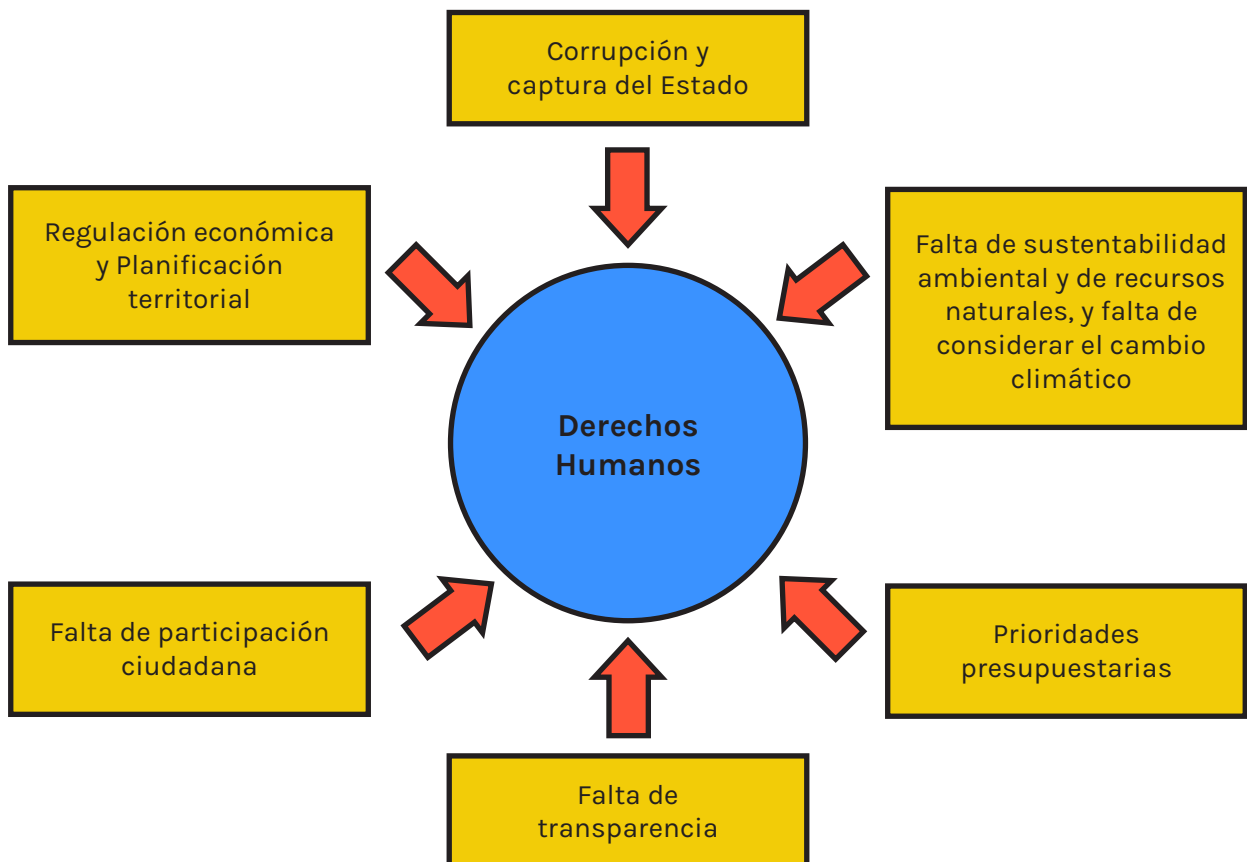 Corrupción y
captura del Estado
Regulación económica
y Planificación
territorial
Falta de sustentabilidad
ambiental y de recursos
naturales, y falta de
considerar el cambio
climático
Derechos
Humanos
Falta de participación
ciudadana
Prioridades
presupuestarias
Falta de
transparencia